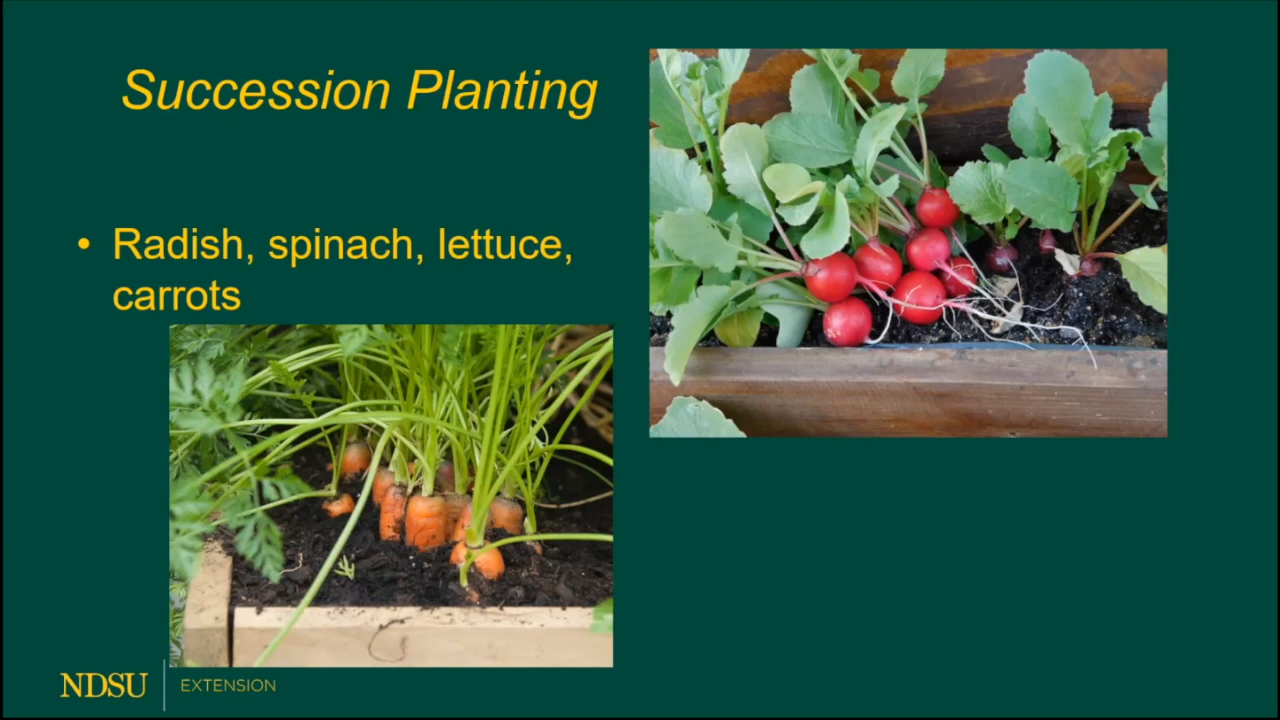 Succession Planting
• Radish, spinach, lettuce,
carrots
NDSU EXTENSION